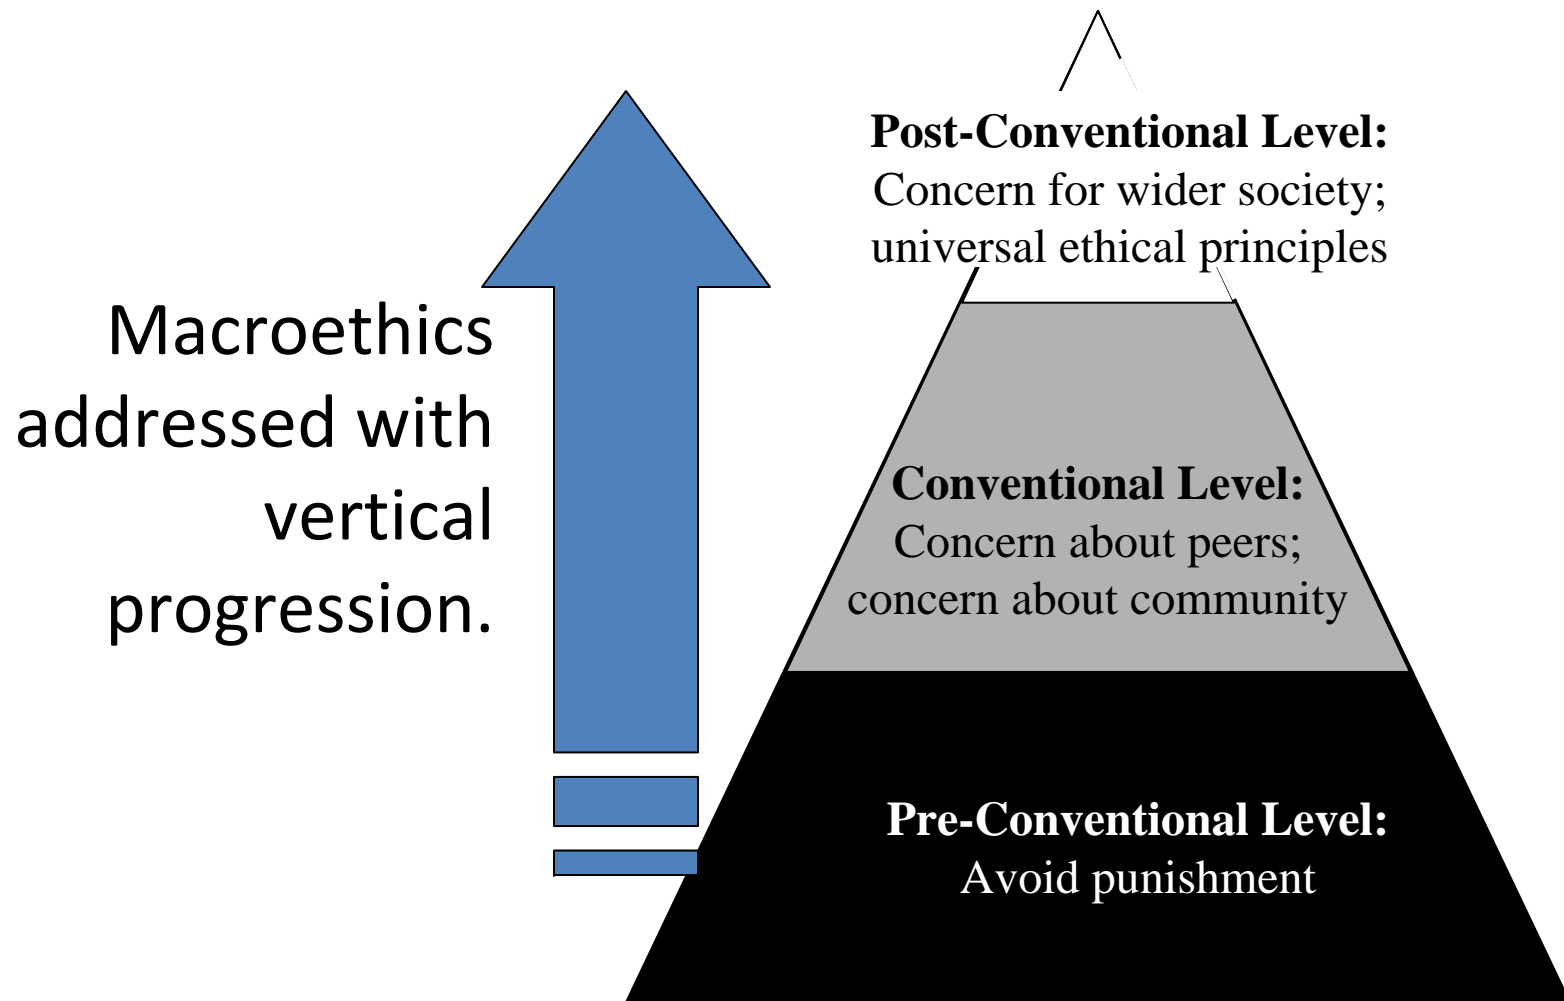 Macroethics
addressed with
vertical
progression.
Post-Conventional Level:
Concern for wider society;
universal ethical principles
Conventional Level:
Concern about peers;
concern about community
Pre-Conventional Level:
Avoid punishment